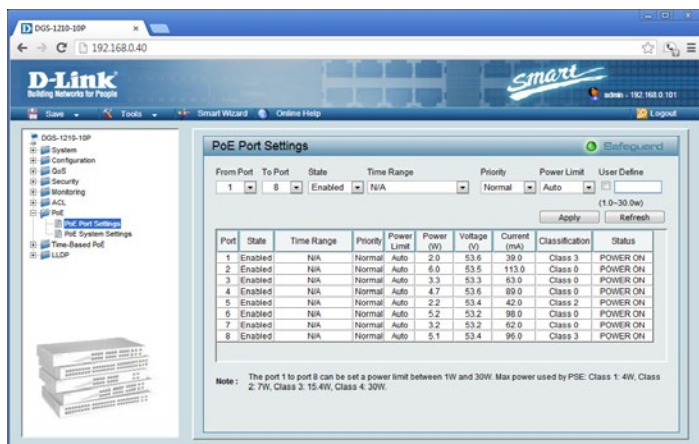 DGS-1210-10P
192.168.0.40
D-Link
Building Networks for People
smart
admin - 192.168.0.101
Save Tools Smart Wizard Online Help Logout
DGS-1210-10P
System
Configuration
QoS
Security
Monitoring
ACL
PoE
PoE Port Settings
PoE System Settings
Time-Based PoE
LLDP
PoE Port Settings Safeguard
From Port To Port State Time Range Priority Power Limit User Define
1 8 Enabled N/A Normal Auto
(1.0~30.0w)
Apply Refresh
Port State Time Range Priority Power Limit Power (W) Voltage (V) Current (mA) Classification Status
1 Enabled N/A Normal Auto 2.0 53.6 39.0 Class 3 POWER ON
2 Enabled N/A Normal Auto 6.0 53.5 113.0 Class 0 POWER ON
3 Enabled N/A Normal Auto 3.3 53.3 63.0 Class 0 POWER ON
4 Enabled N/A Normal Auto 4.7 53.6 89.0 Class 0 POWER ON
5 Enabled N/A Normal Auto 2.2 53.4 42.0 Class 2 POWER ON
6 Enabled N/A Normal Auto 5.2 53.2 98.0 Class 0 POWER ON
7 Enabled N/A Normal Auto 3.2 53.2 62.0 Class 0 POWER ON
8 Enabled N/A Normal Auto 5.1 53.4 96.0 Class 3 POWER ON
Note : The port 1 to port 8 can be set a power limit between 1W and 30W. Max power used by PSE: Class 1: 4W, Class
2: 7W, Class 3: 15.4W, Class 4: 30W.